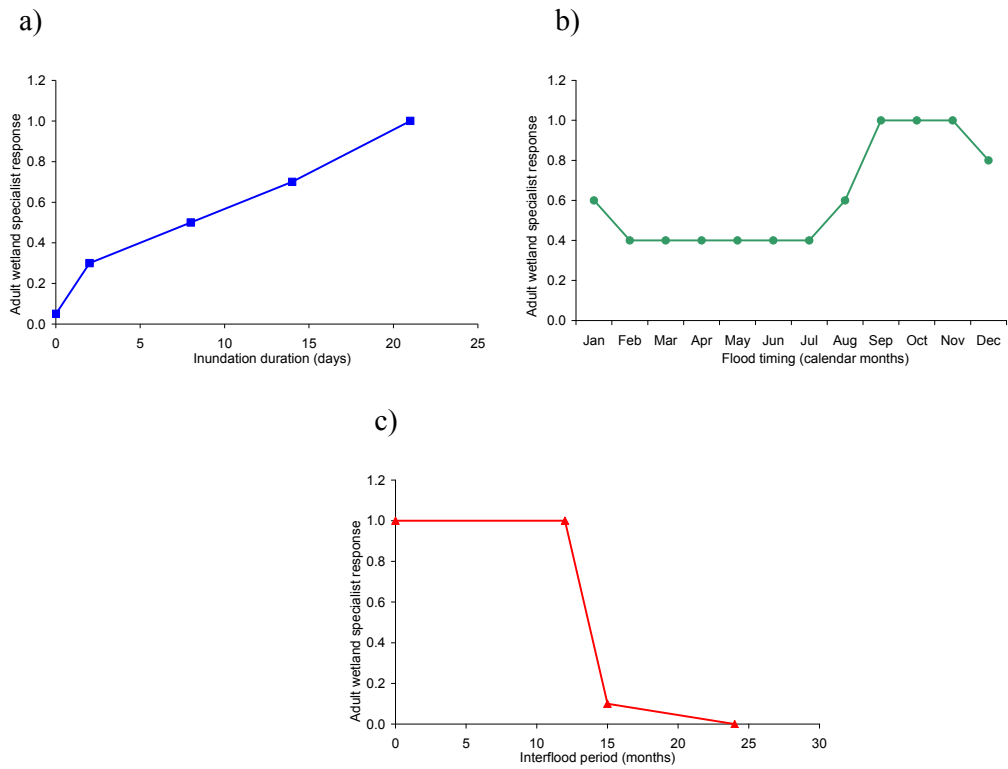 a)
Adult wetland specialist response
1.2
1.0
0.8
0.6
0.4
0.2
0.0
0 5 10 15 20 25
Inundation duration (days)
b)
Adult wetland specialist response
1.2
1.0
0.8
0.6
0.4
0.2
0.0
Jan Feb Mar Apr May Jun Jul Aug Sep Oct Nov Dec
Flood timing (calendar months)
c)
Adult wetland specialist response
1.2
1.0
0.8
0.6
0.4
0.2
0.0
0 5 10 15 20 25 30
Interflood period (months)